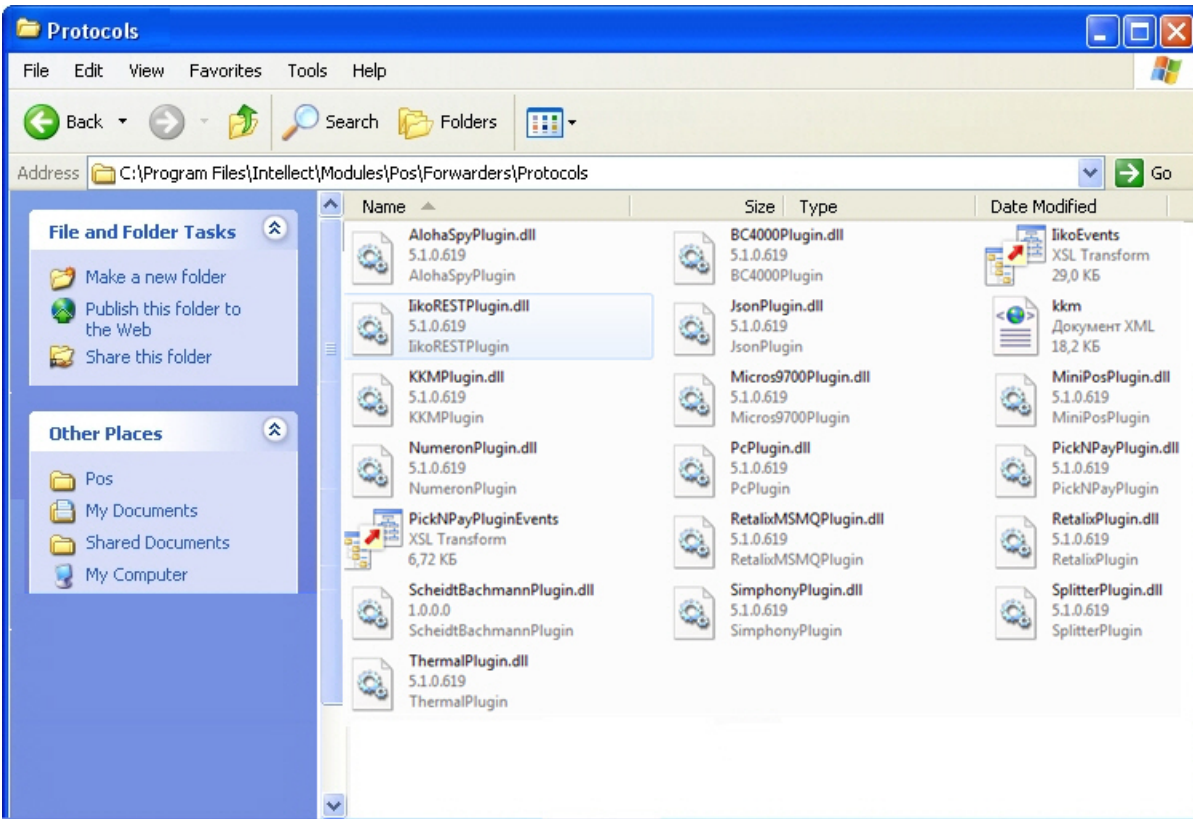 Protocols
File Edit View Favorites Tools Help
Back Search Folders
Address C:\Program Files\Intellect\Modules\Pos\Forwarders\Protocols Go
File and Folder Tasks
Make a new folder
Publish this folder to
the Web
Share this folder
Other Places
Pos
My Documents
Shared Documents
My Computer
Name Size Type Date Modified
AlohaSpyPlugin.dll BC4000Plugin.dll IikoEvents
5.1.0.619 5.1.0.619 XSL Transform
AlohaSpyPlugin BC4000Plugin 29,0 КБ
IikoRESTPlugin.dll JsonPlugin.dll kkm
5.1.0.619 5.1.0.619 Документ XML
IikoRESTPlugin JsonPlugin 18,2 КБ
KKMPlugin.dll Micros9700Plugin.dll MiniPosPlugin.dll
5.1.0.619 5.1.0.619 5.1.0.619
KKMPlugin Micros9700Plugin MiniPosPlugin
NumeronPlugin.dll PcPlugin.dll PickNPayPlugin.dll
5.1.0.619 5.1.0.619 5.1.0.619
NumeronPlugin PcPlugin PickNPayPlugin
PickNPayPluginEvents RetalixMSMQPlugin.dll RetalixPlugin.dll
XSL Transform 5.1.0.619 5.1.0.619
6,72 КБ RetalixMSMQPlugin RetalixPlugin
ScheidtBachmannPlugin.dll SimphonyPlugin.dll SplitterPlugin.dll
1.0.0.0 5.1.0.619 5.1.0.619
ScheidtBachmannPlugin SimphonyPlugin SplitterPlugin
ThermalPlugin.dll
5.1.0.619
ThermalPlugin